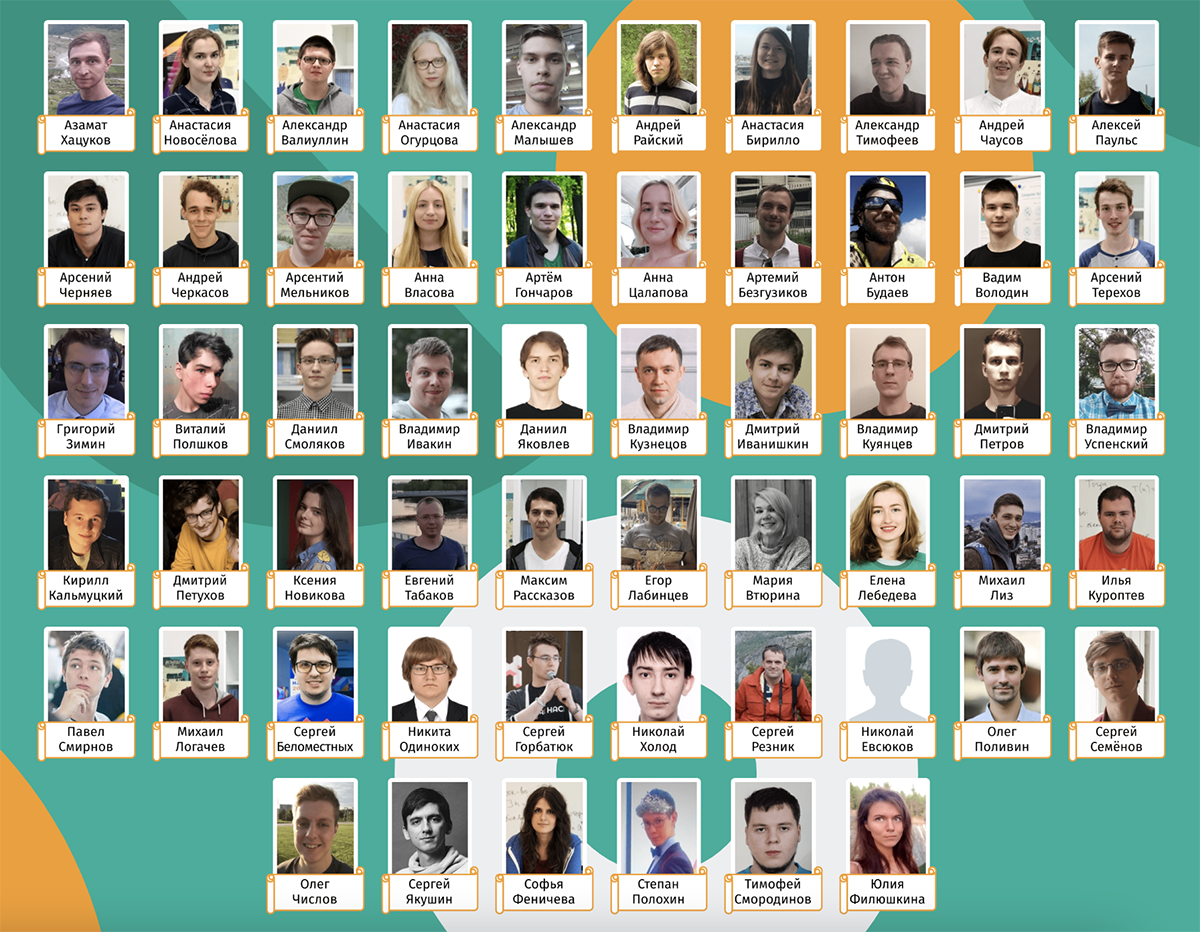 Азамат
Хацуков
Анастасия
Новосёлова
Александр
Валиуллин
Анастасия
Огурцова
Александр
Малышев
Андрей
Райский
Анастасия
Бирилло
Александр
Тимофеев
Андрей
Чаусов
Алексей
Паульс
Арсений
Черняев
Андрей
Черкасов
Арсентий
Мельников
Анна
Власова
Артём
Гончаров
Анна
Цалапова
Артемий
Безгузиков
Антон
Будаев
Вадим
Володин
Арсений
Терехов
Григорий
Зимин
Виталий
Полшков
Даниил
Смоляков
Владимир
Ивакин
Даниил
Яковлев
Владимир
Кузнецов
Дмитрий
Иванишкин
Владимир
Куянцев
Дмитрий
Петров
Владимир
Успенский
Кирилл
Кальмуцкий
Дмитрий
Петухов
Ксения
Новикова
Евгений
Табаков
Максим
Рассказов
Егор
Лабинцев
Мария
Втюрина
Елена
Лебедева
Михаил
Лиз
Илья
Куроптев
Павел
Смирнов
Михаил
Логачев
Сергей
Беломестных
Никита
Одиноких
HAC
Сергей
Горбатюк
Николай
Холод
Сергей
Резник
Николай
Евсюков
Олег
Поливин
Сергей
Семёнов
Олег
Числов
Сергей
Якушин
Софья
Феничева
Степан
Полохин
Тимофей
Смородинов
Юлия
Филюшкина